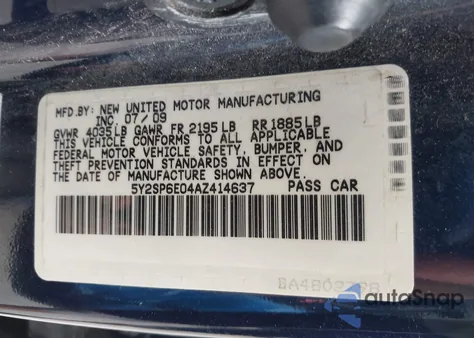 MFD.BY: NEW UNITED MOTOR MANUFACTURING
INC 07/09
GVWR 4035LB GAWR FR 2195LB RR 1885LB
THIS VEHICLE CONFORMS TO ALL APPLICABLE
FEDERAL MOTOR VEHICLE SAFETY, BUMPER, AND
THEFT PREVENTION STANDARDS IN EFFECT ON THE
DATE OF MANUFACTURE SHOWN ABOVE.
5Y2SP6E04AZ414637 PASS CAR
autoSnap